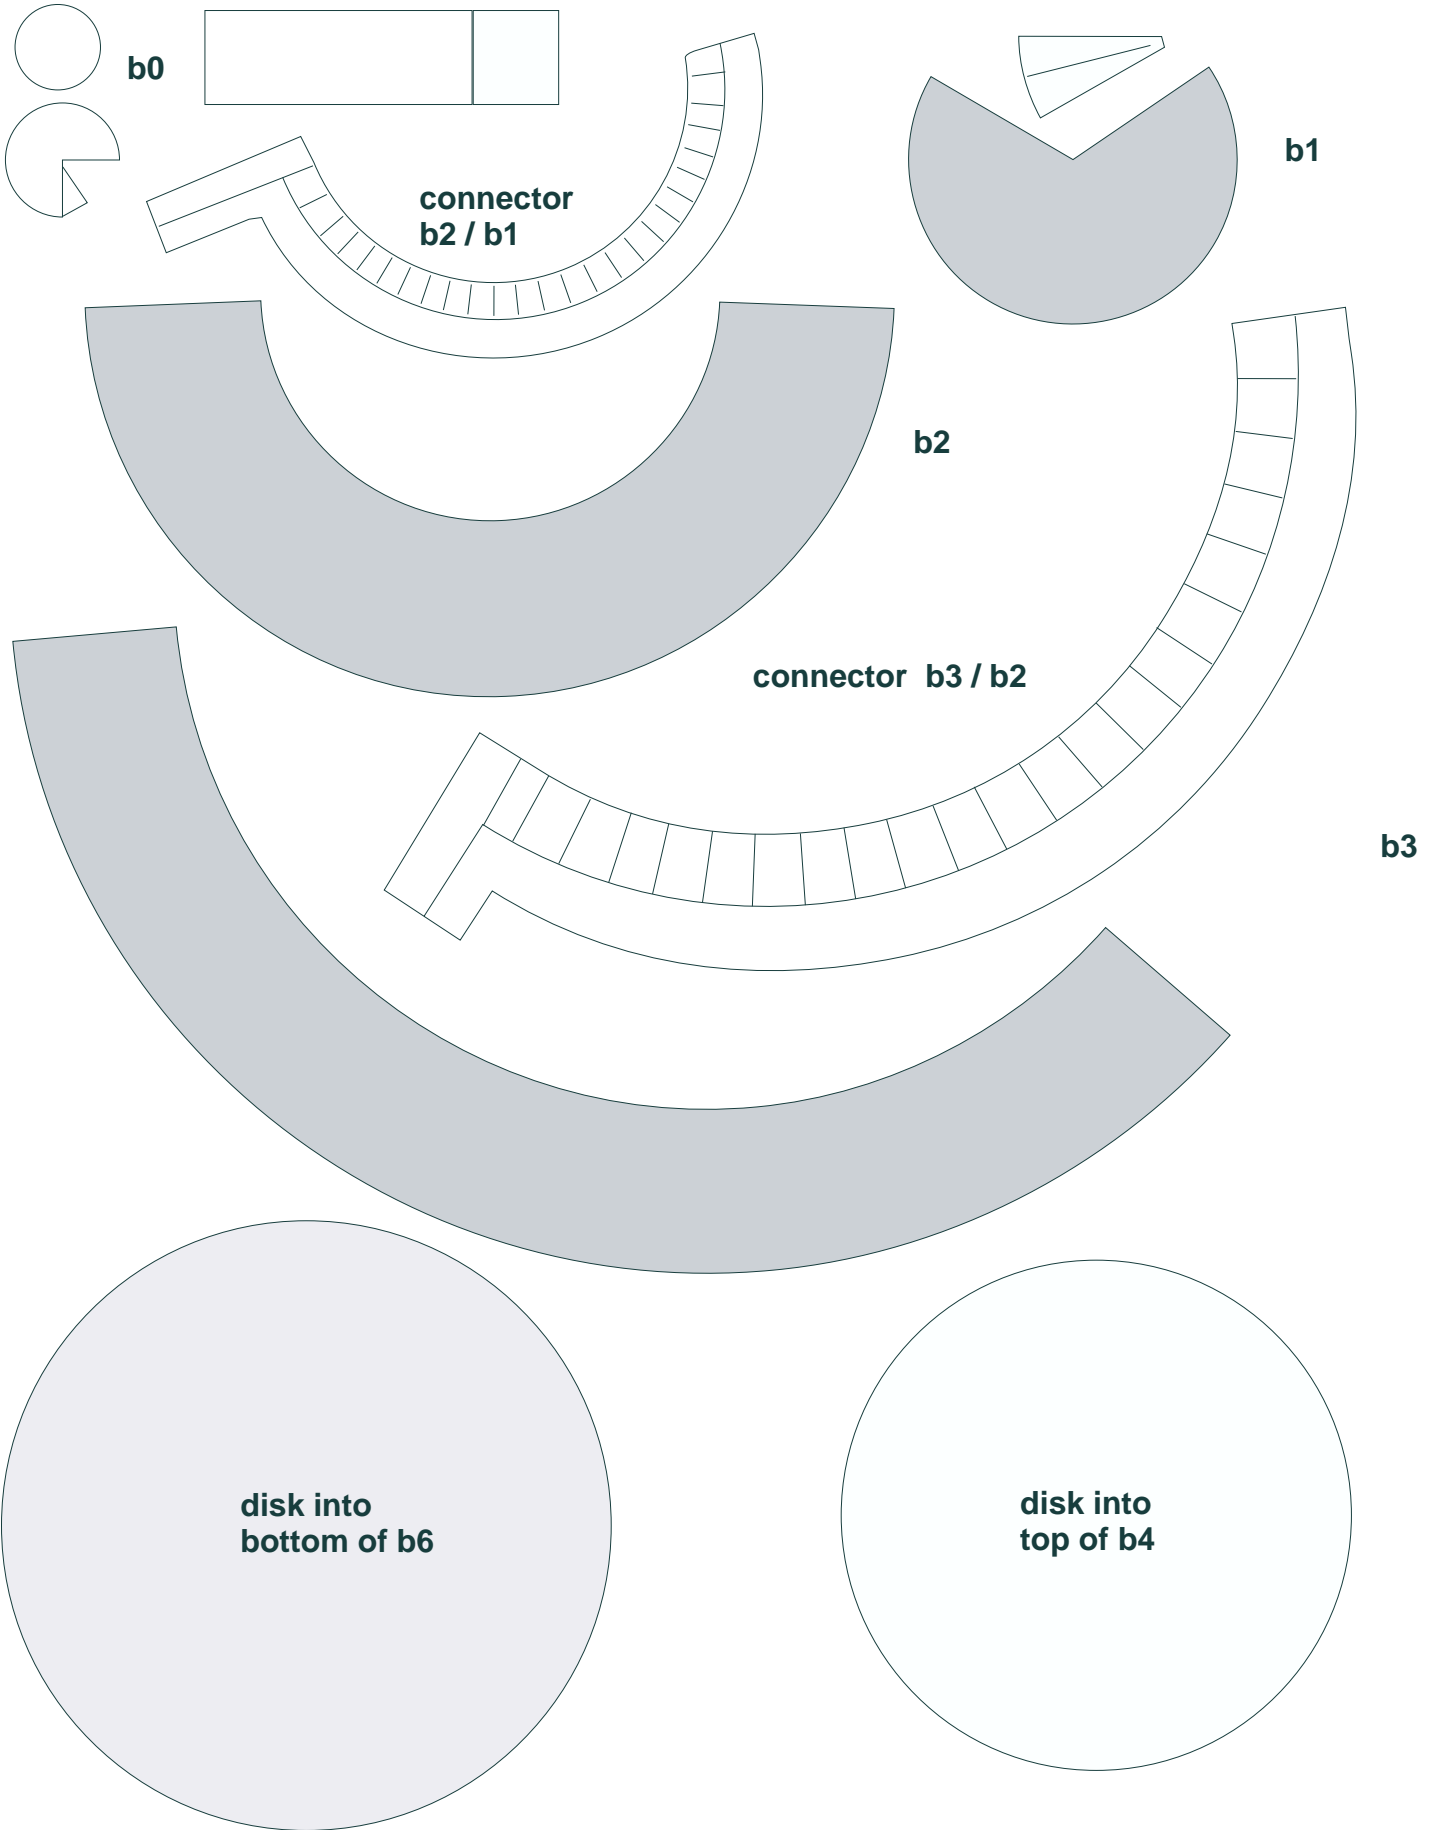 b0
b1
connector
b2 / b1
b2
connector b3 / b2
b3
disk into
bottom of b6
disk into
top of b4